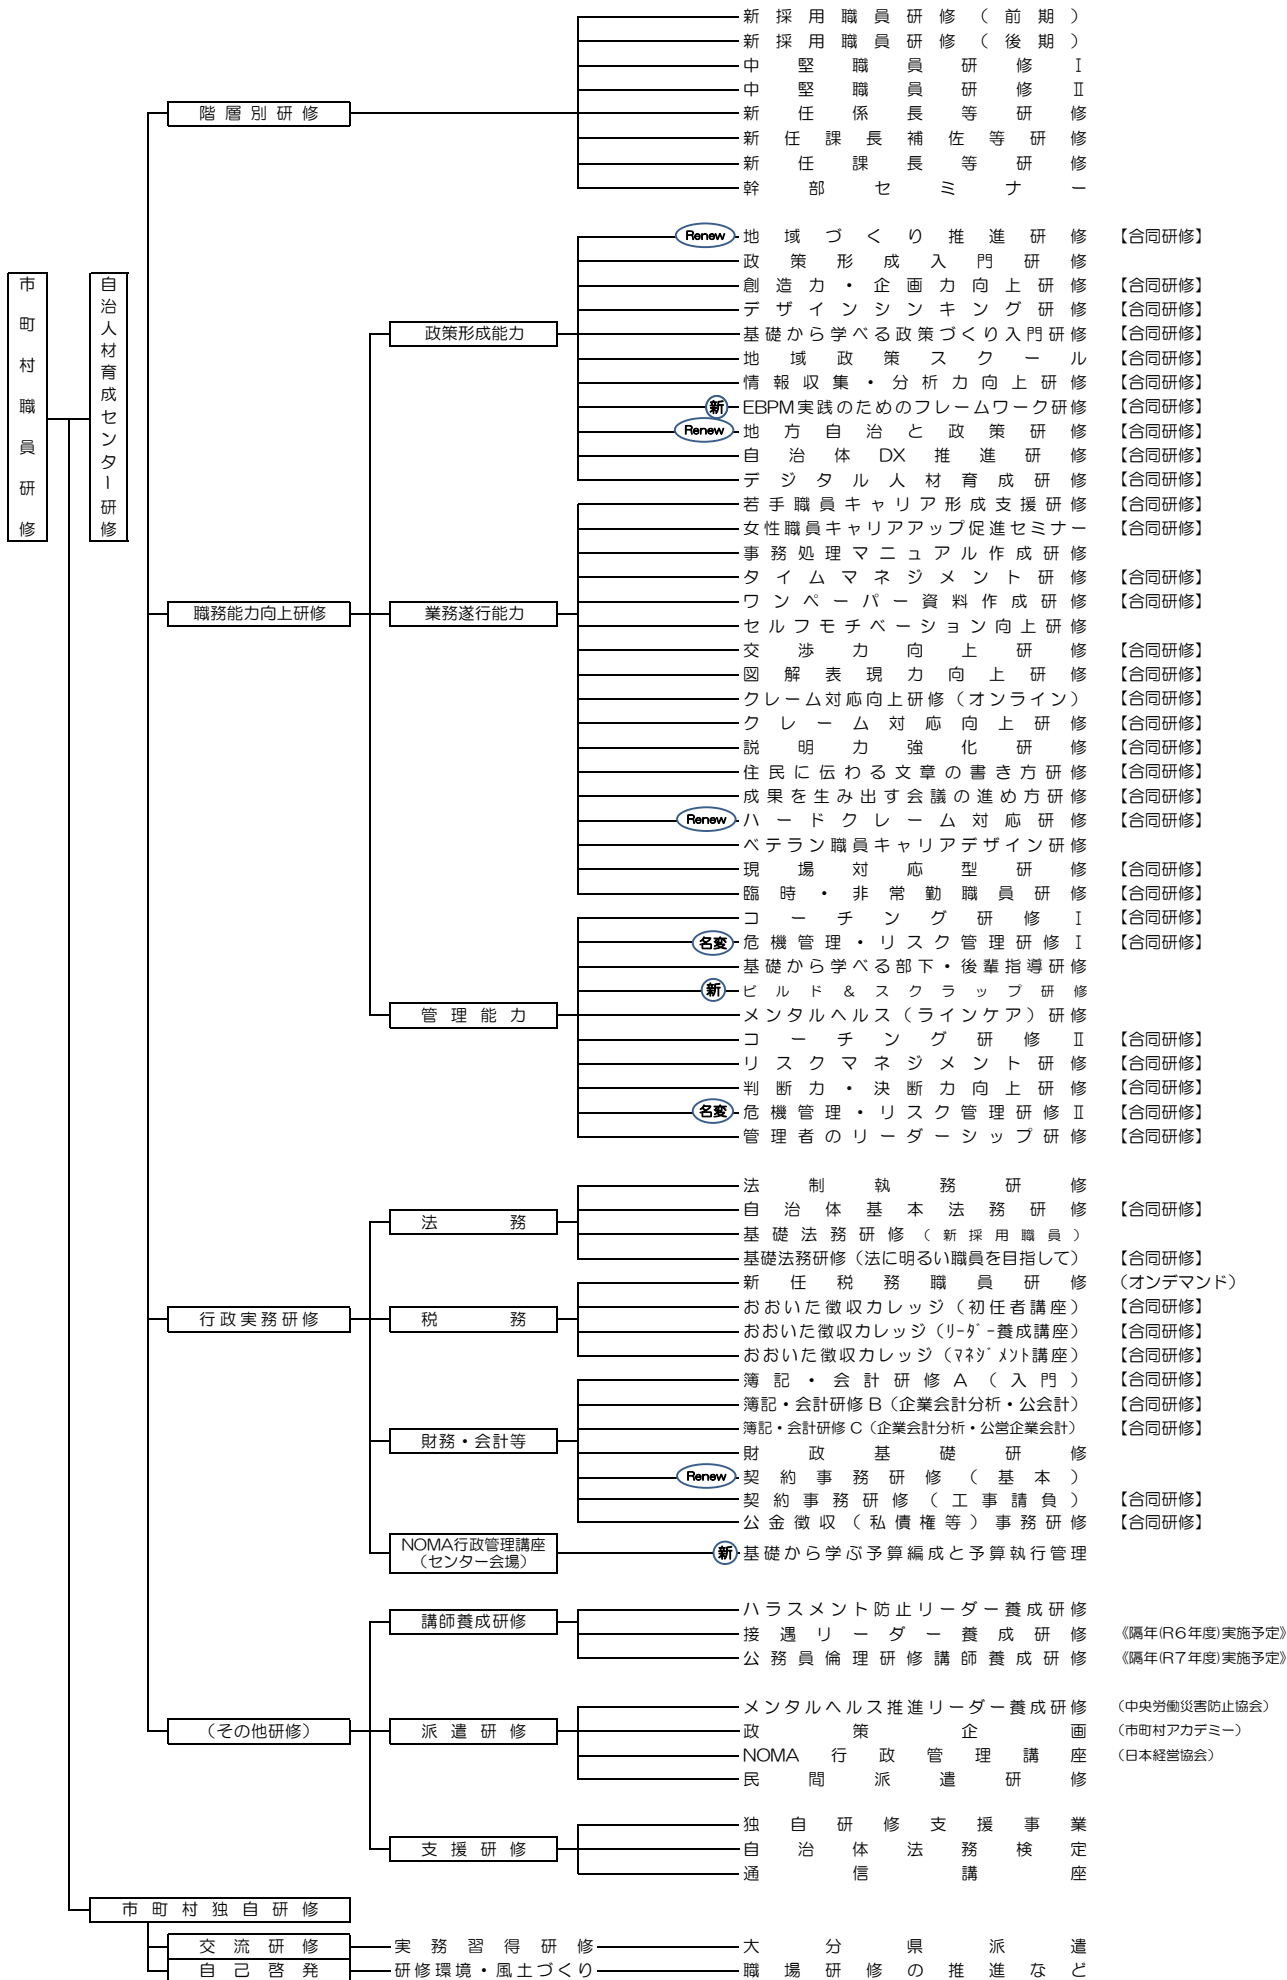 市町村職員研修
自治人材育成センター研修
階層別研修
新採用職員研修（前期）
新採用職員研修（後期）
中堅職員研修Ⅰ
中堅職員研修Ⅱ
新任係長等研修
新任課長補佐等研修
新任課長等研修
幹部セミナー
職務能力向上研修
政策形成能力
Renew 地域づくり推進研修 【合同研修】
政策形成入門研修
創造力・企画力向上研修 【合同研修】
デザインシンキング研修 【合同研修】
基礎から学べる政策づくり入門研修 【合同研修】
地域政策スクール 【合同研修】
情報収集・分析力向上研修 【合同研修】
新 EBPM実践のためのフレームワーク研修 【合同研修】
Renew 地方自治と政策研修 【合同研修】
自治体DX推進研修 【合同研修】
デジタル人材育成研修 【合同研修】
業務遂行能力
若手職員キャリア形成支援研修 【合同研修】
女性職員キャリアアップ促進セミナー 【合同研修】
事務処理マニュアル作成研修
タイムマネジメント研修 【合同研修】
ワンペーパー資料作成研修 【合同研修】
セルフモチベーション向上研修
交渉力向上研修 【合同研修】
図解表現力向上研修 【合同研修】
クレーム対応向上研修（オンライン） 【合同研修】
クレーム対応向上研修 【合同研修】
説明力強化研修 【合同研修】
住民に伝わる文章の書き方研修 【合同研修】
成果を生み出す会議の進め方研修 【合同研修】
Renew ハードクレーム対応研修 【合同研修】
ベテラン職員キャリアデザイン研修
現場対応型研修 【合同研修】
臨時・非常勤職員研修 【合同研修】
管理能力
コーチング研修Ⅰ 【合同研修】
名変 危機管理・リスク管理研修Ⅰ 【合同研修】
基礎から学べる部下・後輩指導研修
新 ビルド＆スクラップ研修
メンタルヘルス（ラインケア）研修
コーチング研修Ⅱ 【合同研修】
リスクマネジメント研修 【合同研修】
判断力・決断力向上研修 【合同研修】
名変 危機管理・リスク管理研修Ⅱ 【合同研修】
管理者のリーダーシップ研修 【合同研修】
行政実務研修
法務
法制執務研修
自治体基本法務研修 【合同研修】
基礎法務研修（新採用職員）
基礎法務研修（法に明るい職員を目指して） 【合同研修】
税務
新任税務職員研修 （オンデマンド）
おおいた徴収カレッジ（初任者講座） 【合同研修】
おおいた徴収カレッジ（ﾘｰﾀﾞｰ養成講座） 【合同研修】
おおいた徴収カレッジ（ﾏﾈｼﾞﾒﾝﾄ講座） 【合同研修】
財務・会計等
簿記・会計研修A（入門） 【合同研修】
簿記・会計研修B（企業会計分析・公会計） 【合同研修】
簿記・会計研修C（企業会計分析・公営企業会計） 【合同研修】
財政基礎研修
Renew 契約事務研修（基本）
契約事務研修（工事請負） 【合同研修】
公金徴収（私債権等）事務研修 【合同研修】
NOMA行政管理講座
（センター会場）
新 基礎から学ぶ予算編成と予算執行管理
（その他研修）
講師養成研修
ハラスメント防止リーダー養成研修
接遇リーダー養成研修 《隔年(R6年度)実施予定》
公務員倫理研修講師養成研修 《隔年(R7年度)実施予定》
派遣研修
メンタルヘルス推進リーダー養成研修 （中央労働災害防止協会）
政策企画 （市町村アカデミー）
NOMA行政管理講座 （日本経営協会）
民間派遣研修
支援研修
独自研修支援事業
自治体法務検定
通信講座
市町村独自研修
交流研修 実務習得研修 大分県派遣
自己啓発 研修環境・風土づくり 職場研修の推進など